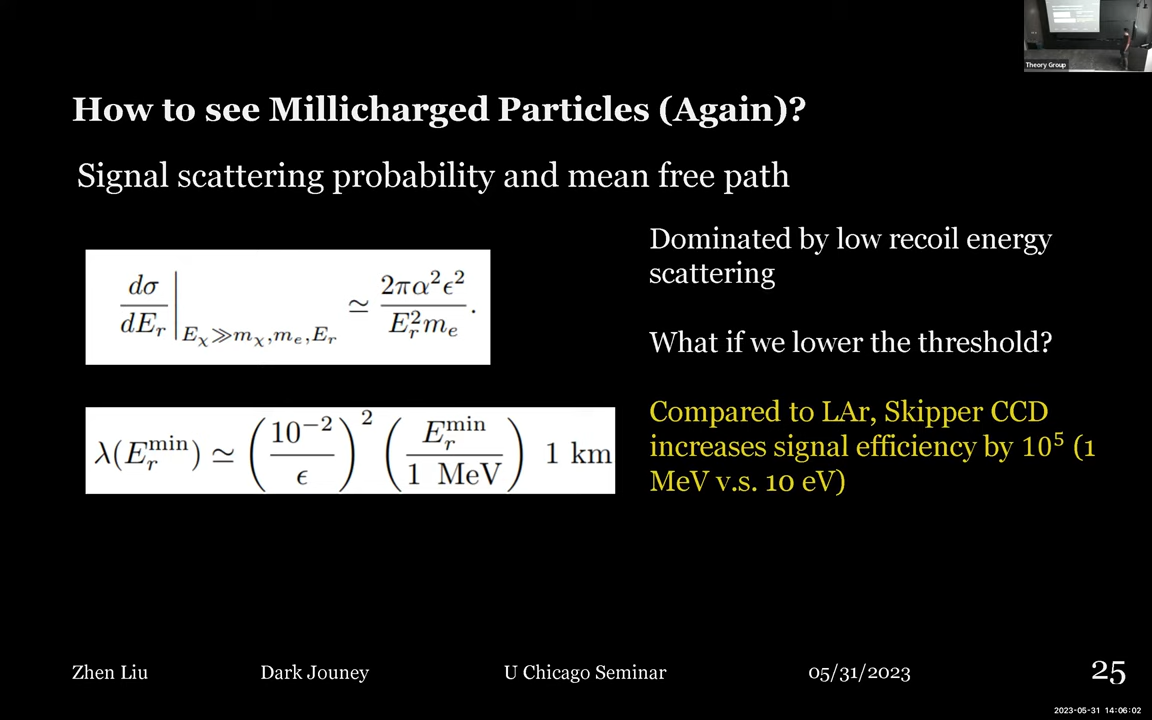 Theory Group
How to see Millicharged Particles (Again)?
Signal scattering probability and mean free path
dσ/dE_r |_{E_χ≫m_χ,m_e,E_r} ≃ 2πα²ϵ²/E_r² m_e .
λ(E_r^min) ≃ (10⁻²/ϵ)² (E_r^min/1 MeV) 1 km
Dominated by low recoil energy
scattering
What if we lower the threshold?
Compared to LAr, Skipper CCD
increases signal efficiency by 10⁵ (1
MeV v.s. 10 eV)
Zhen Liu Dark Jouney U Chicago Seminar 05/31/2023 25
2023-05-31 14:06:02